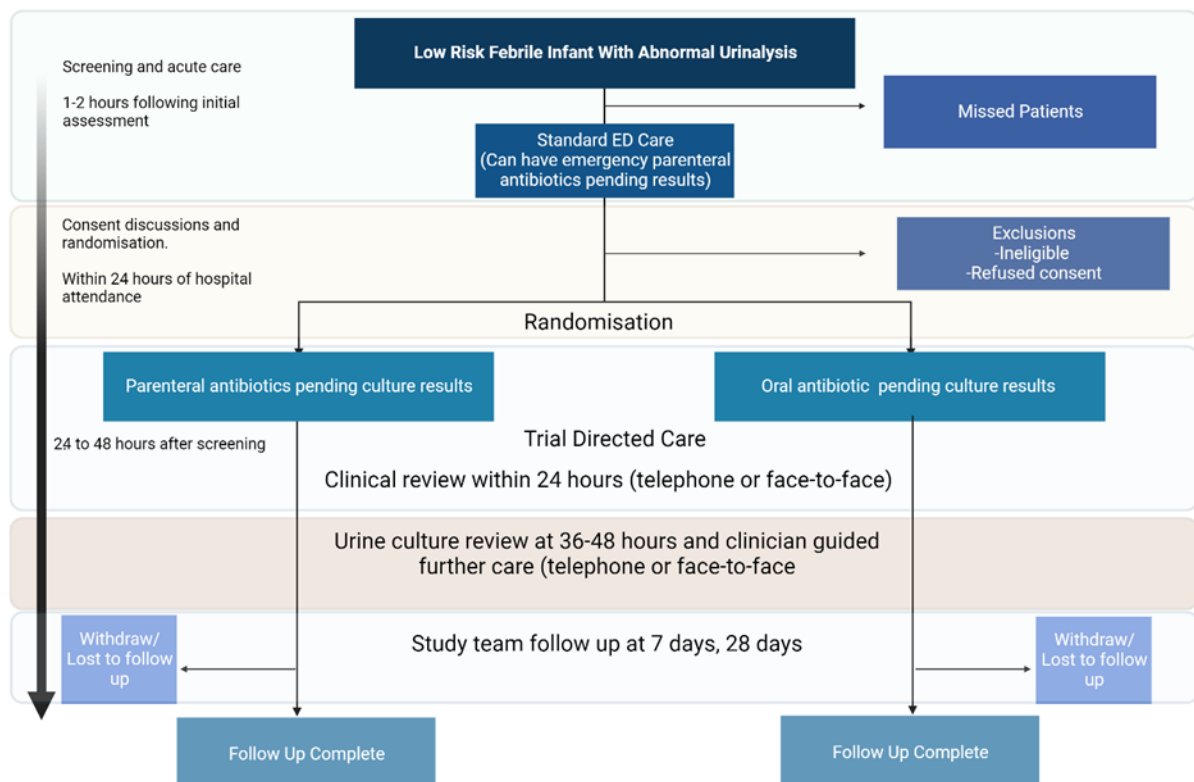 Low Risk Febrile Infant With Abnormal Urinalysis
Screening and acute care
1-2 hours following initial
assessment
Missed Patients
Standard ED Care
(Can have emergency parenteral
antibiotics pending results)
Consent discussions and
randomisation.
Within 24 hours of hospital
attendance
Exclusions
-Ineligible
-Refused consent
Randomisation
Parenteral antibiotics pending culture results
Oral antibiotic pending culture results
24 to 48 hours after screening
Trial Directed Care
Clinical review within 24 hours (telephone or face-to-face)
Urine culture review at 36-48 hours and clinician guided
further care (telephone or face-to-face
Withdraw/
Lost to follow
up
Study team follow up at 7 days, 28 days
Withdraw/
Lost to follow
up
Follow Up Complete
Follow Up Complete